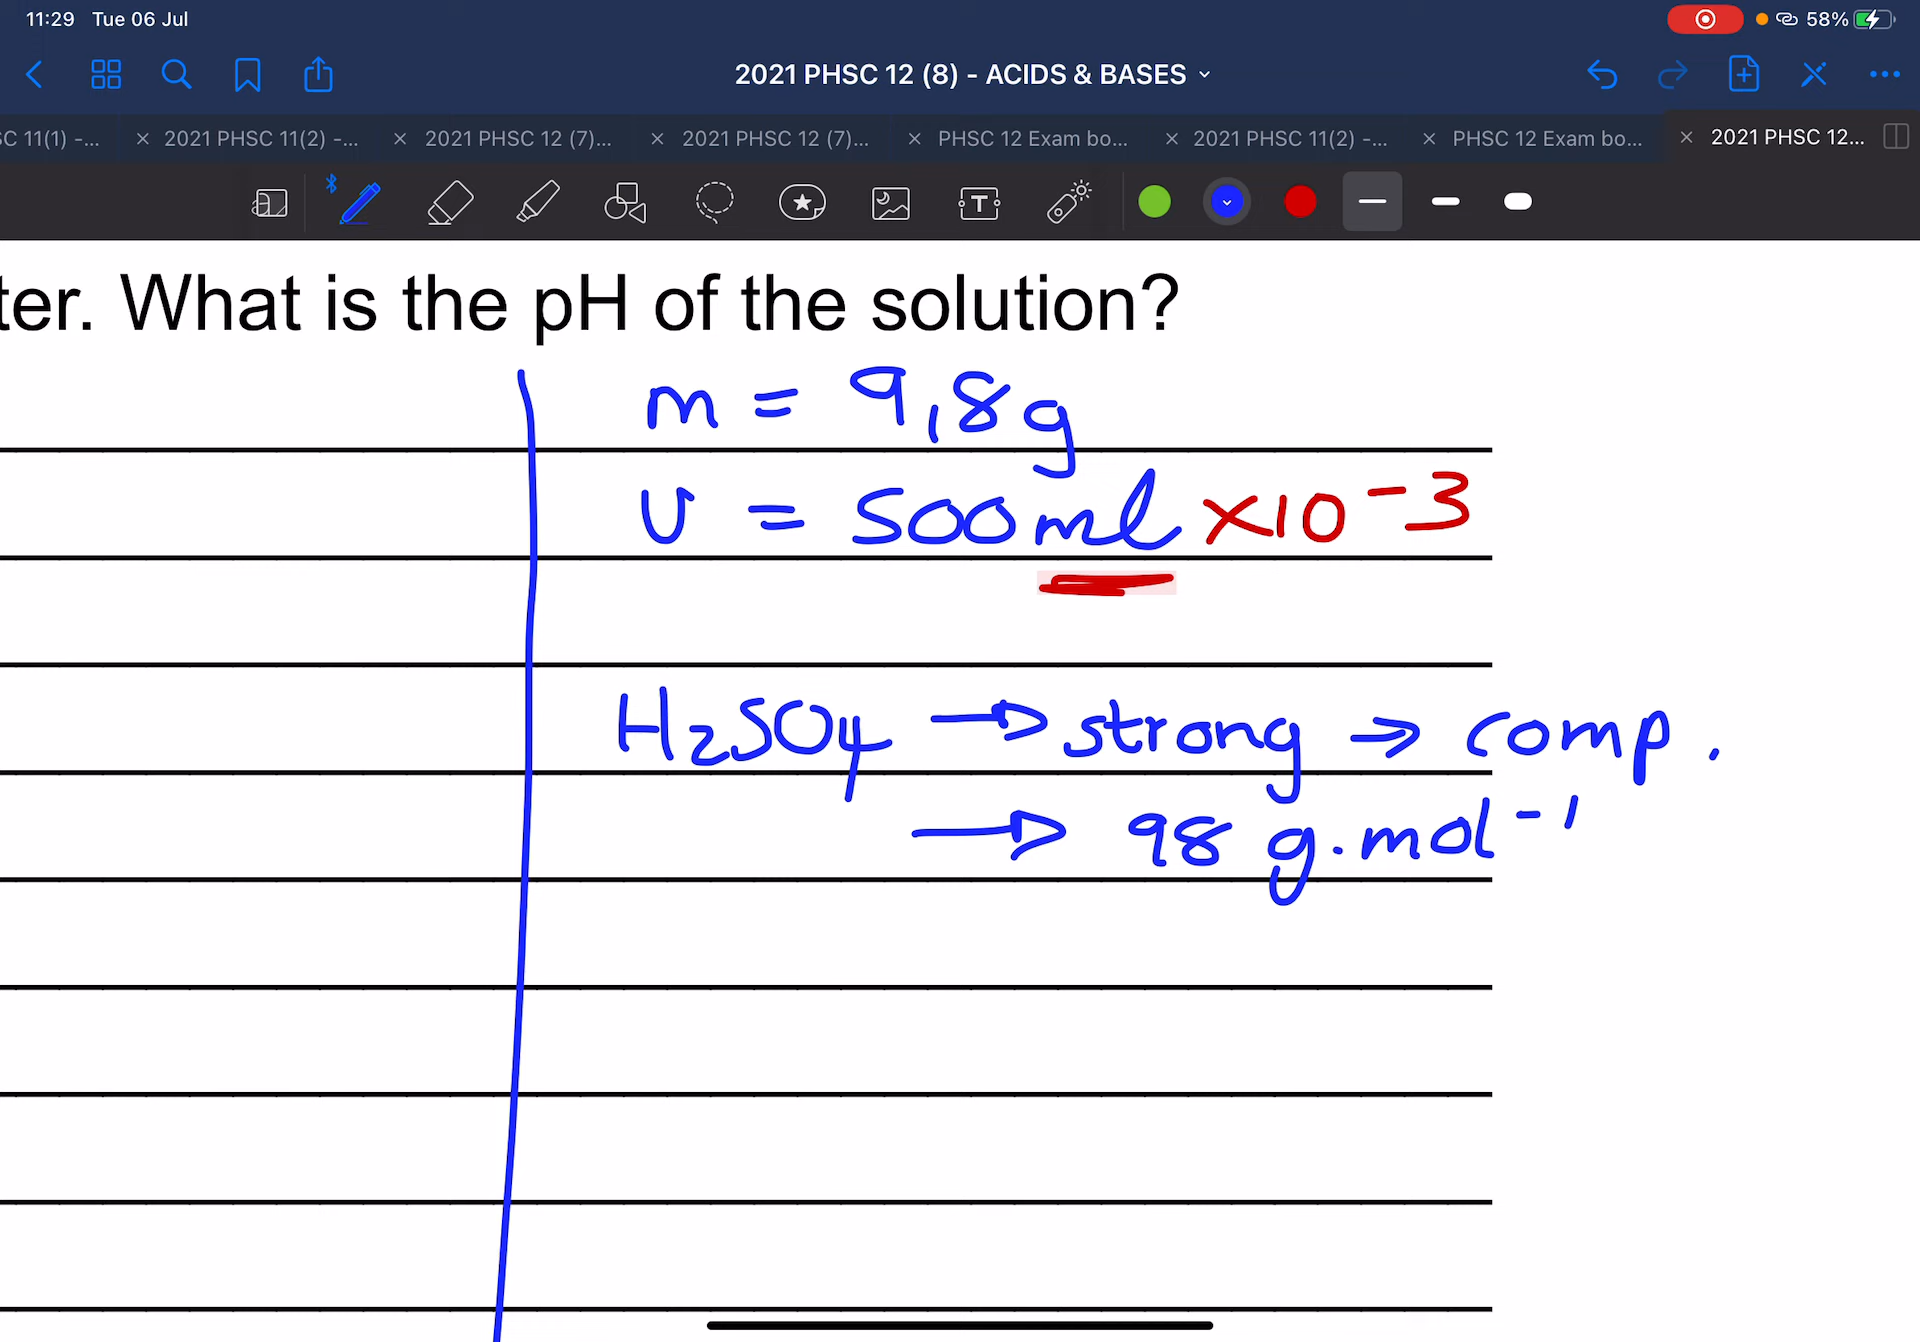 11:29 Tue 06 Jul 58%
2021 PHSC 12 (8) - ACIDS & BASES
SC 11(1) -... 2021 PHSC 11(2) -... 2021 PHSC 12 (7)... 2021 PHSC 12 (7)... PHSC 12 Exam bo... 2021 PHSC 11(2) -... PHSC 12 Exam bo... 2021 PHSC 12...
T
ter. What is the pH of the solution?
m = 9,8g
V = 500ml ×10⁻³
H₂SO₄ → strong → comp.
→ 98 g.mol⁻¹